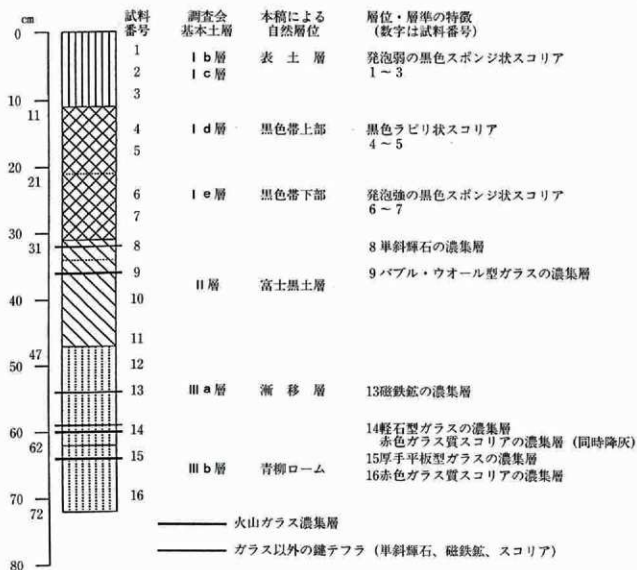 cm
試料番号 調査会基本土層 本稿による自然層位 層位・層準の特徴(数字は試料番号)
0
1 Ⅰb層 表土層 発泡弱の黒色スポンジ状スコリア
2 Ⅰc層 1～3
3
10
11
4 Ⅰd層 黒色帯上部 黒色ラピリ状スコリア
5 4～5
20
21
6 Ⅰe層 黒色帯下部 発泡強の黒色スポンジ状スコリア
7 6～7
30
31
8 8単斜輝石の濃集層
9 9バブル・ウオール型ガラスの濃集層
Ⅱ層 富士黒土層
40 10
11
47
50 12
13 Ⅲa層 漸移層 13磁鉄鉱の濃集層
60 14 14軽石型ガラスの濃集層
赤色ガラス質スコリアの濃集層(同時降灰)
62
15 15厚手平板型ガラスの濃集層
Ⅲb層 青柳ローム 16赤色ガラス質スコリアの濃集層
70 16
72
火山ガラス濃集層
ガラス以外の鍵テフラ(単斜輝石、磁鉄鉱、スコリア)
80